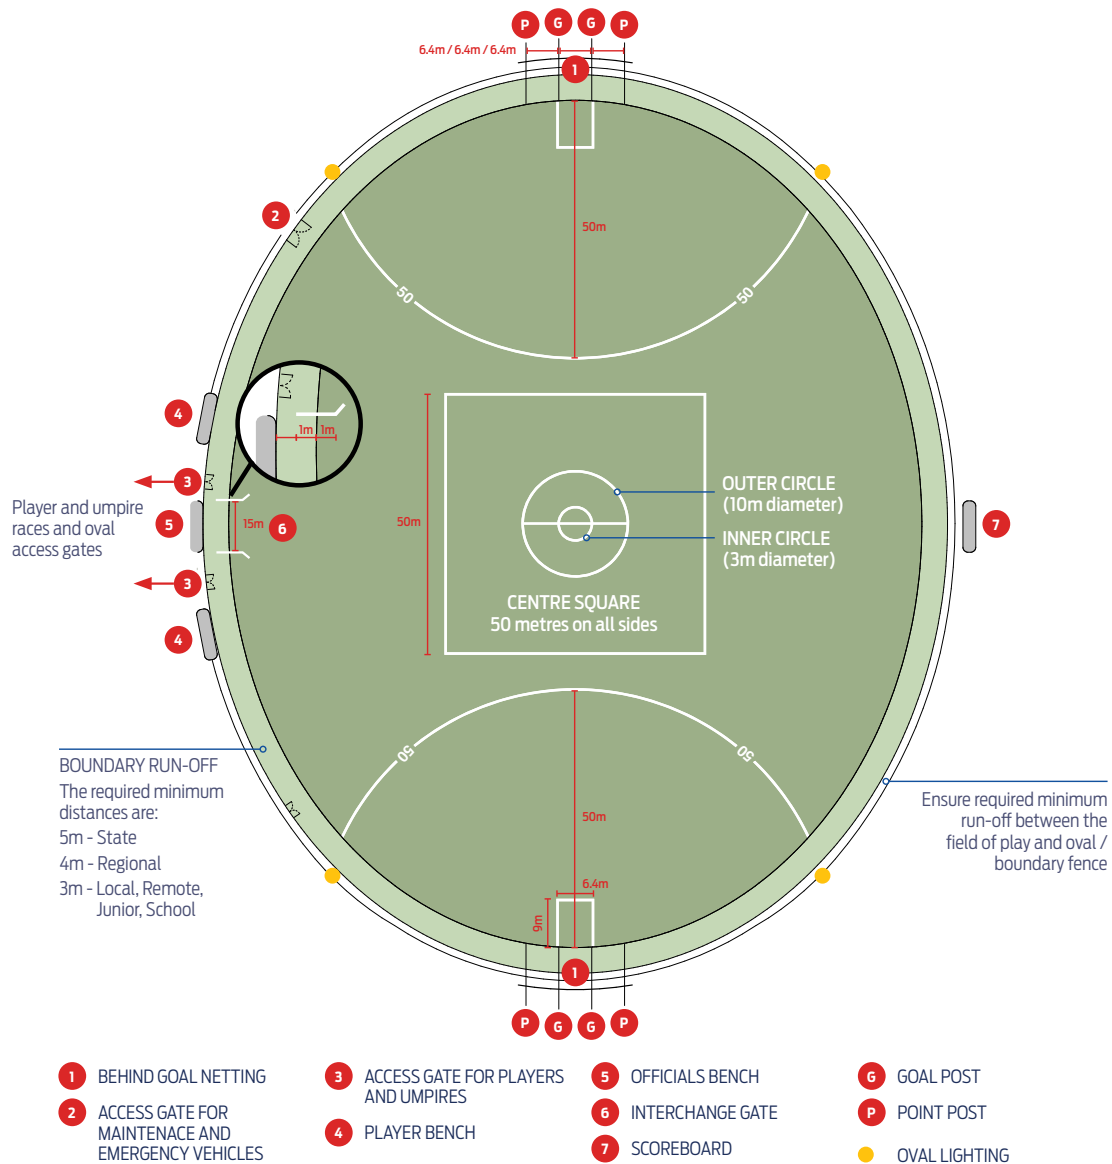 P G G P
6.4m / 6.4m / 6.4m
1
2
50m
50
50
4
1m 1m
3
OUTER CIRCLE
(10m diameter)
Player and umpire
races and oval
access gates
5
15m
6
50m
7
INNER CIRCLE
(3m diameter)
3
CENTRE SQUARE
50 metres on all sides
4
50
50
BOUNDARY RUN-OFF
The required minimum
distances are:
5m - State
4m - Regional
3m - Local, Remote,
Junior, School
Ensure required minimum
run-off between the
field of play and oval /
boundary fence
50m
6.4m
9m
1
P G G P
1 BEHIND GOAL NETTING
2 ACCESS GATE FOR
MAINTENACE AND
EMERGENCY VEHICLES
3 ACCESS GATE FOR PLAYERS
AND UMPIRES
4 PLAYER BENCH
5 OFFICIALS BENCH
6 INTERCHANGE GATE
7 SCOREBOARD
G GOAL POST
P POINT POST
OVAL LIGHTING